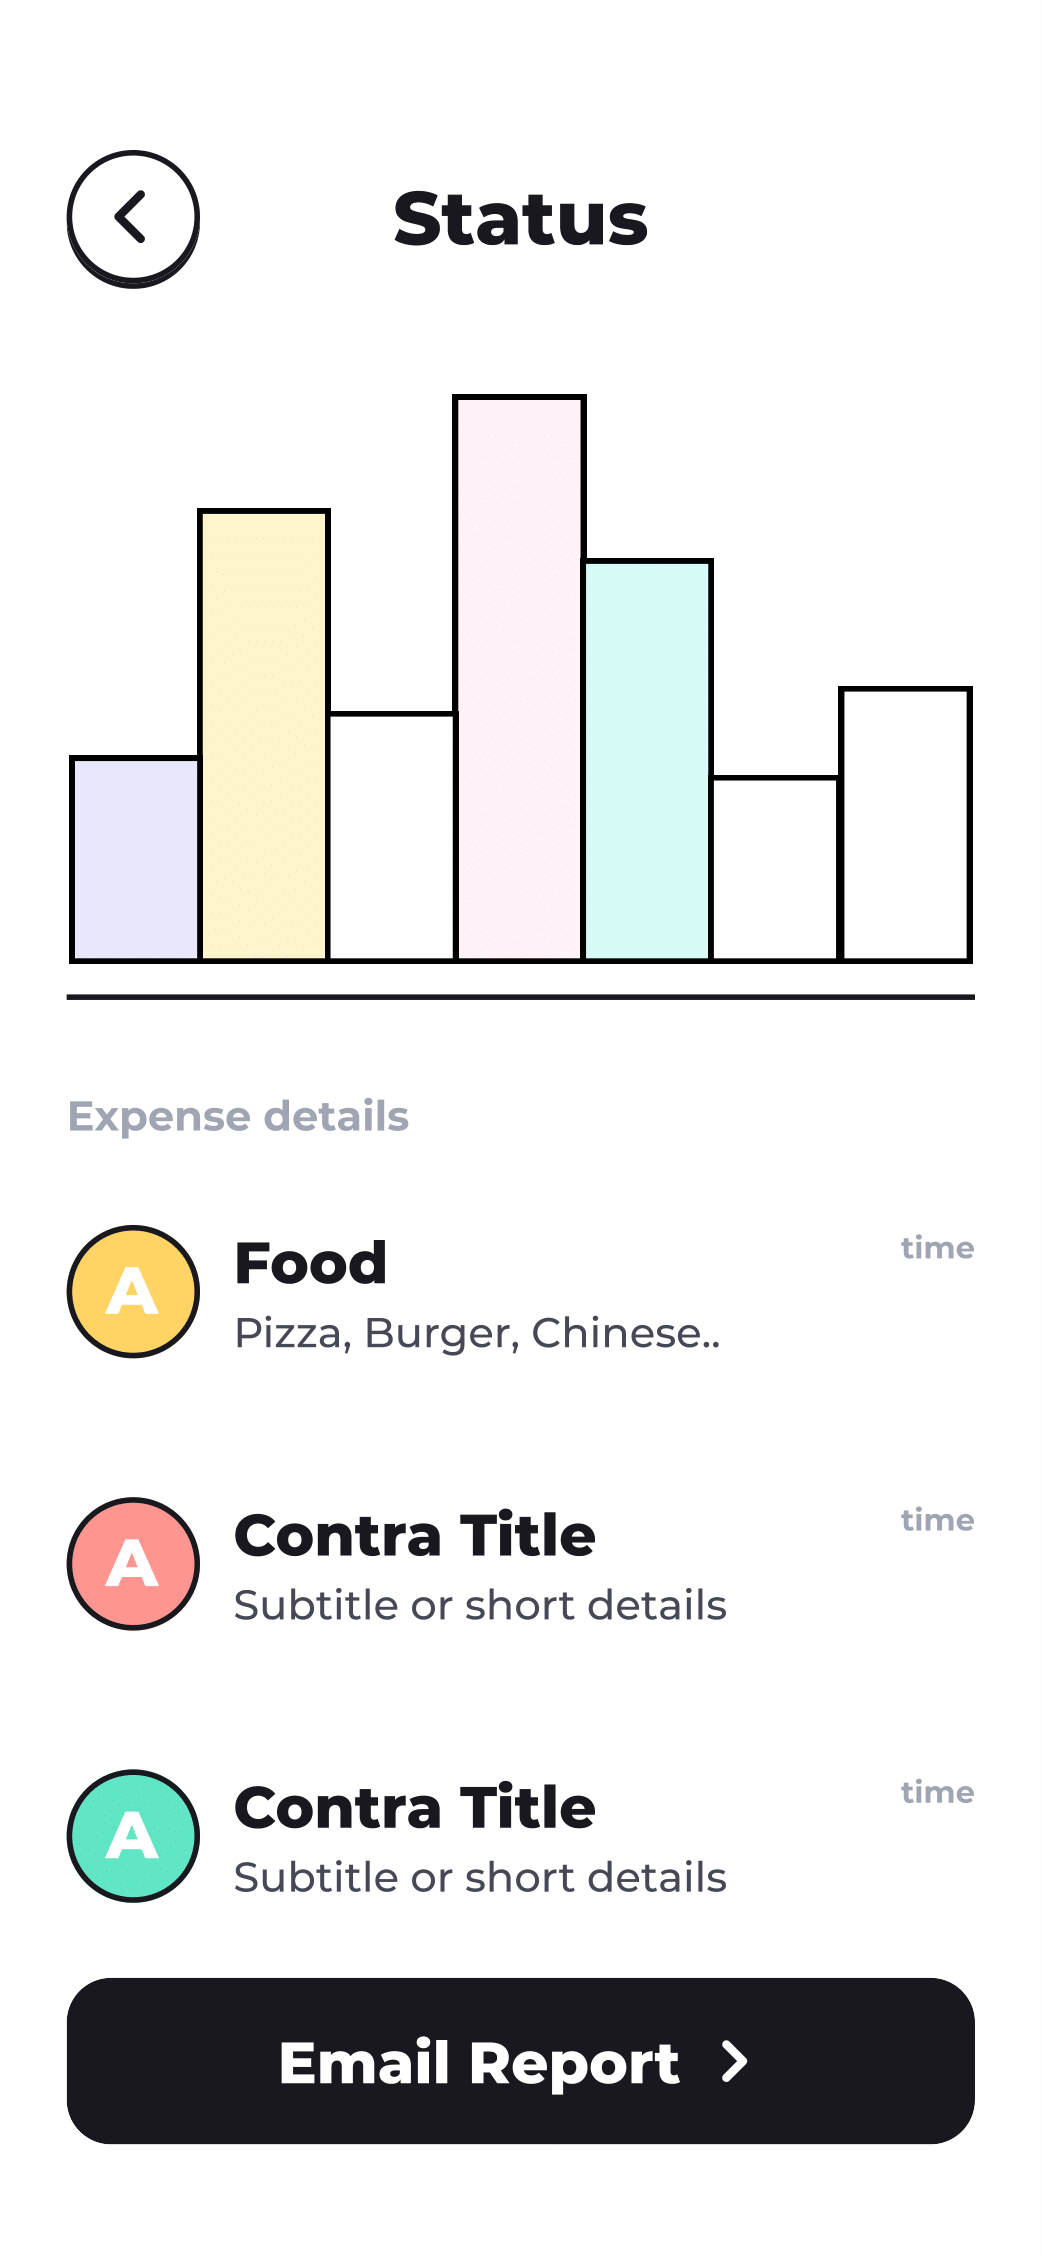 Status
Expense details
A
Food
time
Pizza, Burger, Chinese..
A
Contra Title
time
Subtitle or short details
A
Contra Title
time
Subtitle or short details
Email Report